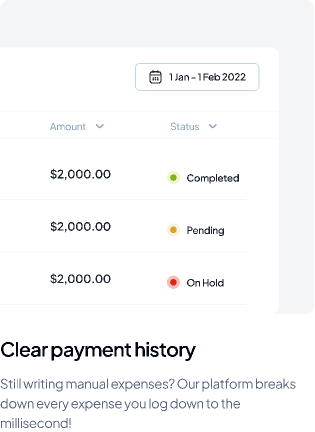 1 Jan - 1 Feb 2022
Amount Status
$2,000.00 Completed
$2,000.00 Pending
$2,000.00 On Hold
Clear payment history
Still writing manual expenses? Our platform breaks
down every expense you log down to the
millisecond!